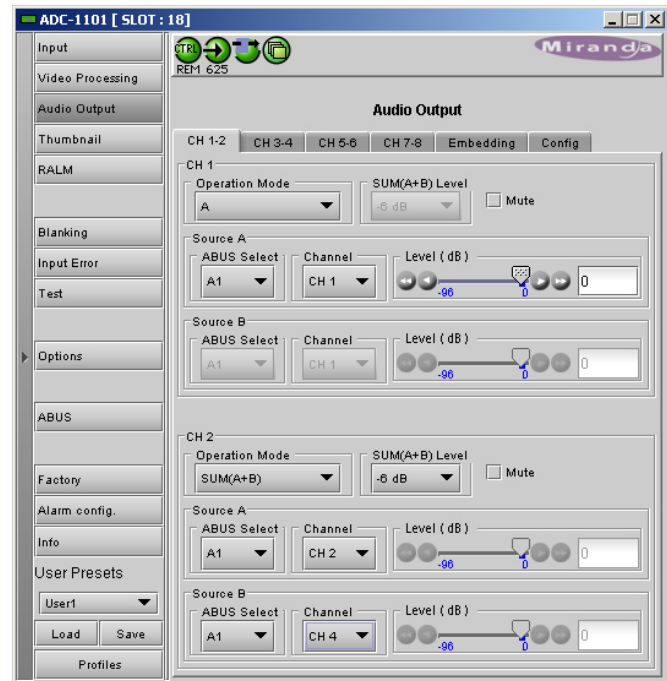 ADC-1101 [ SLOT : 18]
Input
Video Processing
Audio Output
Thumbnail
RALM
Blanking
Input Error
Test
Options
ABUS
Factory
Alarm config.
Info
User Presets
User1
Load Save
Profiles
CTRL
REM 625
Miranda
Audio Output
CH 1-2 CH 3-4 CH 5-6 CH 7-8 Embedding Config
CH 1
Operation Mode SUM(A+B) Level
A -6 dB Mute
Source A
ABUS Select Channel Level ( dB )
A1 CH 1 0
-96 0
Source B
ABUS Select Channel Level ( dB )
A1 CH 1 0
-96 0
CH 2
Operation Mode SUM(A+B) Level
SUM(A+B) -6 dB Mute
Source A
ABUS Select Channel Level ( dB )
A1 CH 2 0
-96 0
Source B
ABUS Select Channel Level ( dB )
A1 CH 4 0
-96 0